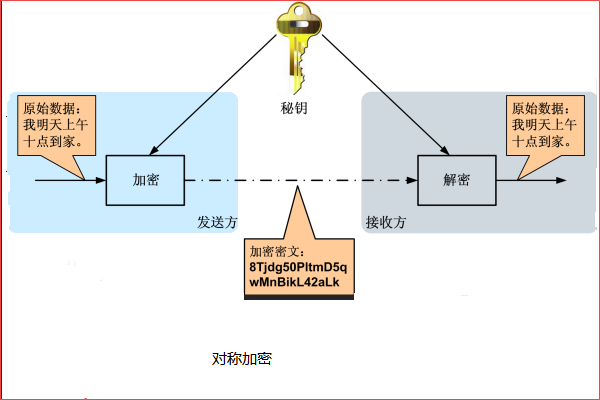 秘钥
原始数据：
我明天上午
十点到家。
原始数据：
我明天上午
十点到家。
加密
解密
发送方
接收方
加密密文：
8Tjdg50PltmD5q
wMnBikL42aLk
对称加密